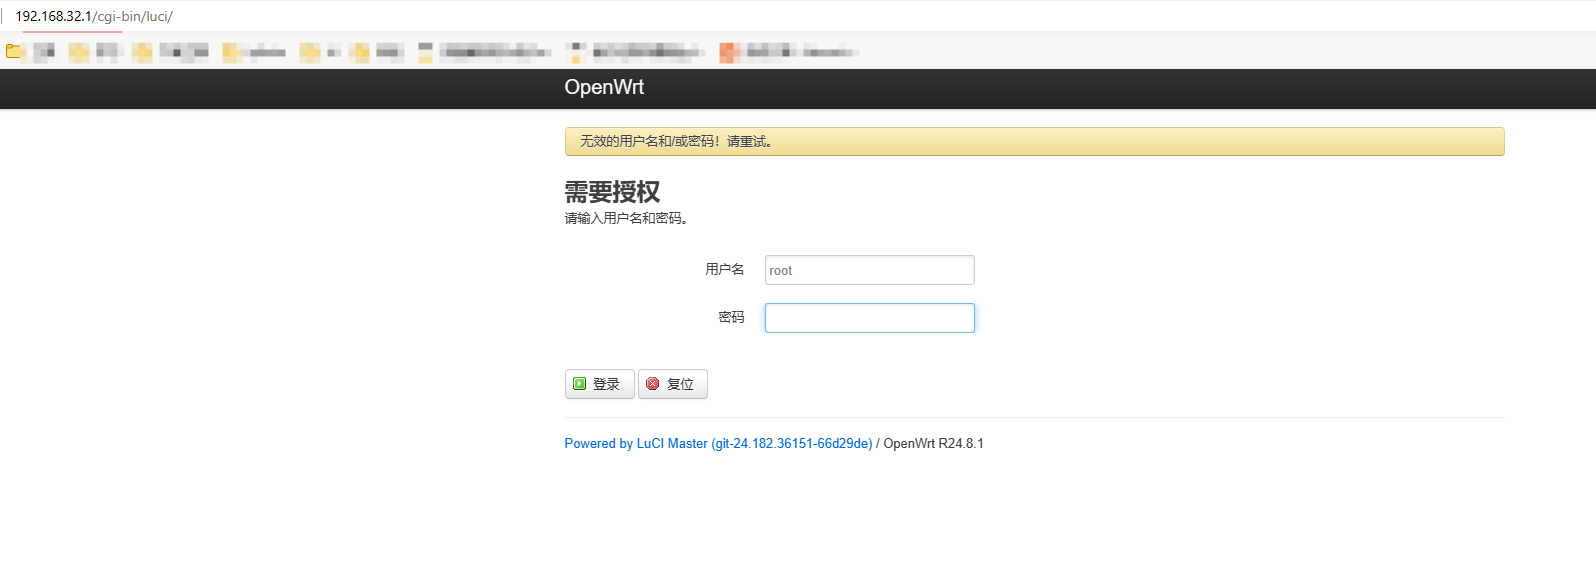 192.168.32.1/cgi-bin/luci/
OpenWrt
无效的用户名和/或密码！请重试。
需要授权
请输入用户名和密码。
用户名 root
密码
登录 复位
Powered by LuCI Master (git-24.182.36151-66d29de) / OpenWrt R24.8.1